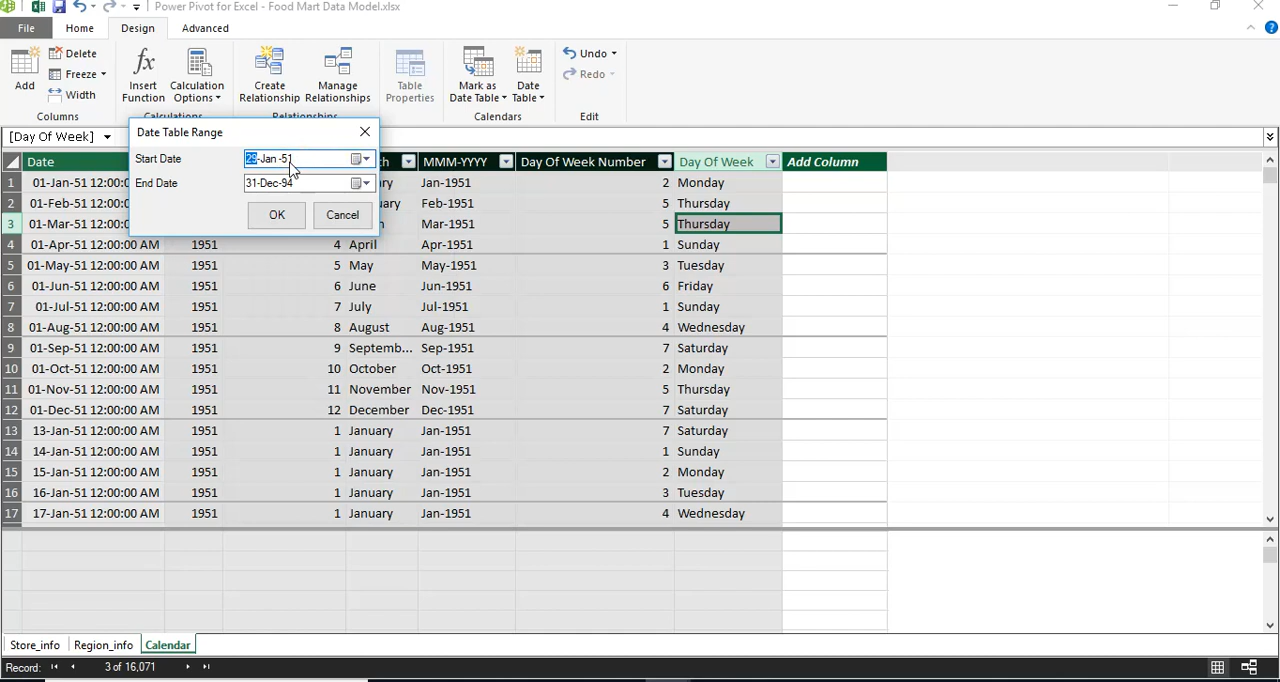 Power Pivot for Excel - Food Mart Data Model.xlsx
File Home Design Advanced
Add
Delete
Freeze
Width
Columns
Insert Function
Calculation Options
Calculations
Create Relationship
Manage Relationships
Relationships
Table Properties
Mark as Date Table
Date Table
Calendars
Undo
Redo
Edit
[Day Of Week]
Date Table Range
Start Date 29-Jan -51
End Date 31-Dec-94
OK Cancel
Date MMM-YYYY Day Of Week Number Day Of Week Add Column
1 01-Jan-51 12:00:00 AM Jan-1951 2 Monday
2 01-Feb-51 12:00:00 AM Feb-1951 5 Thursday
3 01-Mar-51 12:00:00 AM Mar-1951 5 Thursday
4 01-Apr-51 12:00:00 AM 1951 4 April Apr-1951 1 Sunday
5 01-May-51 12:00:00 AM 1951 5 May May-1951 3 Tuesday
6 01-Jun-51 12:00:00 AM 1951 6 June Jun-1951 6 Friday
7 01-Jul-51 12:00:00 AM 1951 7 July Jul-1951 1 Sunday
8 01-Aug-51 12:00:00 AM 1951 8 August Aug-1951 4 Wednesday
9 01-Sep-51 12:00:00 AM 1951 9 Septemb... Sep-1951 7 Saturday
10 01-Oct-51 12:00:00 AM 1951 10 October Oct-1951 2 Monday
11 01-Nov-51 12:00:00 AM 1951 11 November Nov-1951 5 Thursday
12 01-Dec-51 12:00:00 AM 1951 12 December Dec-1951 7 Saturday
13 13-Jan-51 12:00:00 AM 1951 1 January Jan-1951 7 Saturday
14 14-Jan-51 12:00:00 AM 1951 1 January Jan-1951 1 Sunday
15 15-Jan-51 12:00:00 AM 1951 1 January Jan-1951 2 Monday
16 16-Jan-51 12:00:00 AM 1951 1 January Jan-1951 3 Tuesday
17 17-Jan-51 12:00:00 AM 1951 1 January Jan-1951 4 Wednesday
Store_info Region_info Calendar
Record: 3 of 16,071